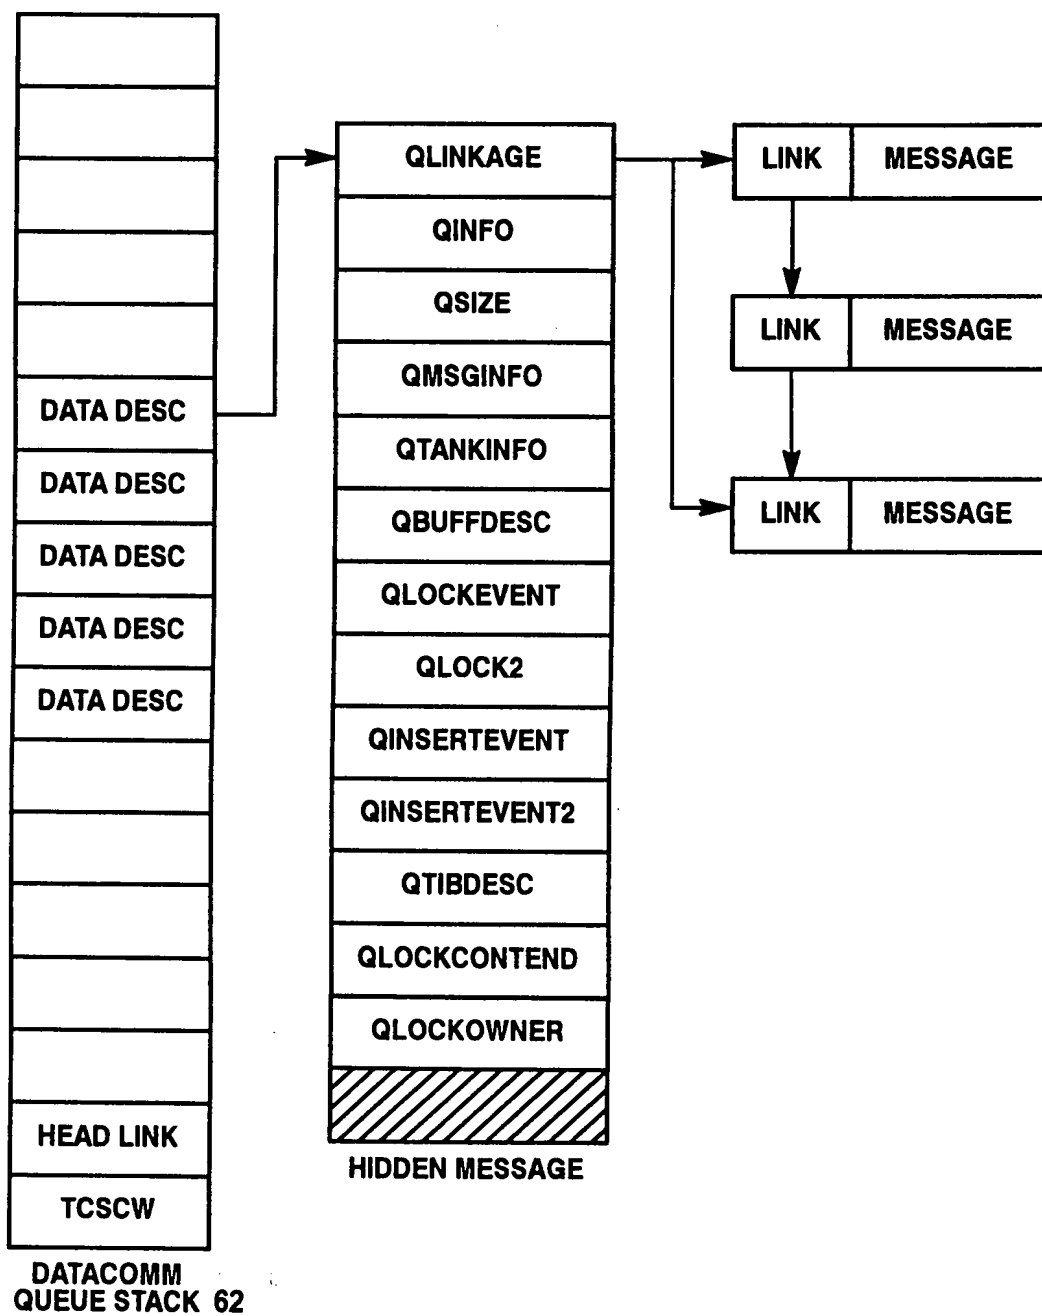 DATA DESC
DATA DESC
DATA DESC
DATA DESC
DATA DESC
HEAD LINK
TCSCW
DATACOMM
QUEUE STACK 62
QLINKAGE
QINFO
QSIZE
QMSGINFO
QTANKINFO
QBUFFDESC
QLOCKEVENT
QLOCK2
QINSERTEVENT
QINSERTEVENT2
QTIBDESC
QLOCKCONTEND
QLOCKOWNER
HIDDEN MESSAGE
LINK MESSAGE
LINK MESSAGE
LINK MESSAGE